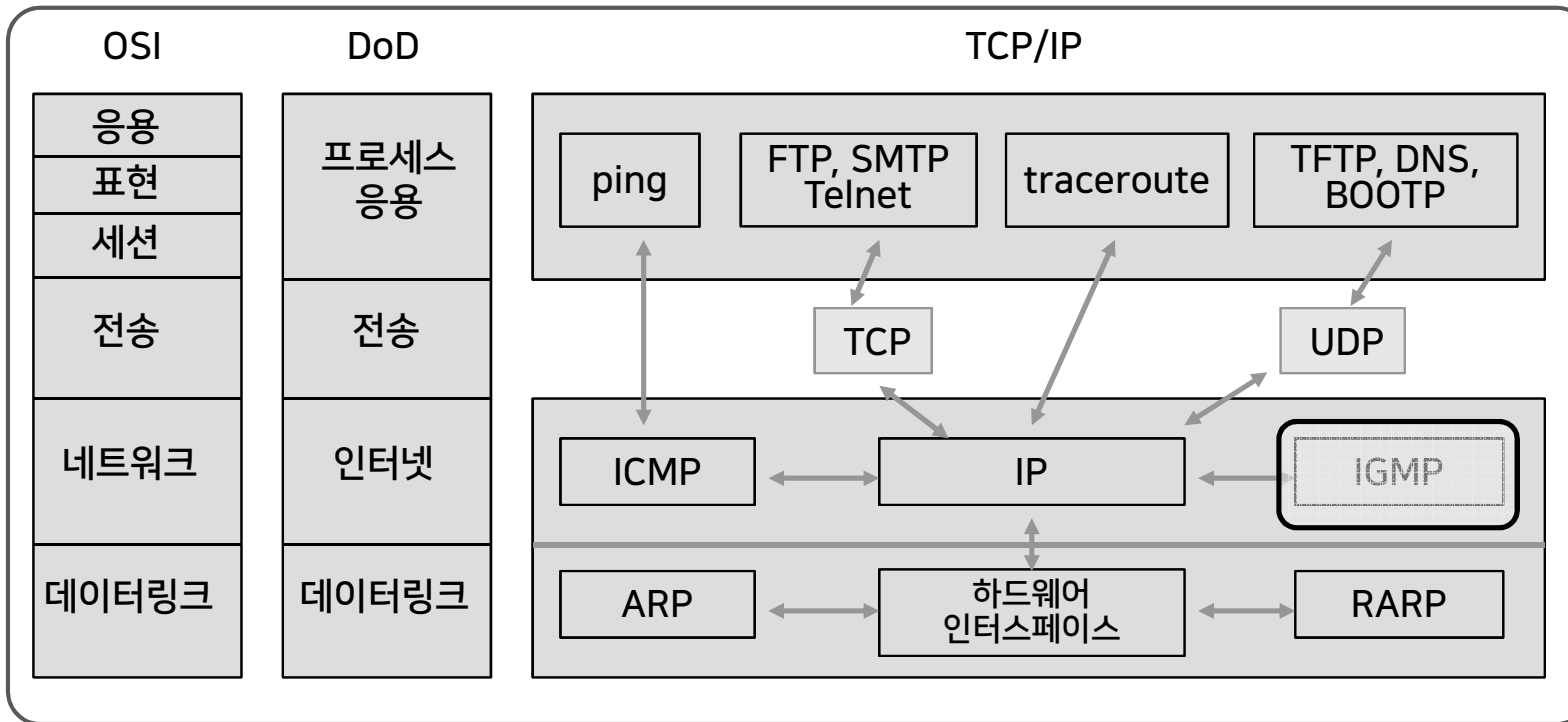 OSI
DoD
TCP/IP
응용
표현
세션
전송
네트워크
데이터링크
프로세스
응용
전송
인터넷
데이터링크
ping
FTP, SMTP
Telnet
traceroute
TFTP, DNS,
BOOTP
TCP
UDP
ICMP
IP
IGMP
ARP
하드웨어
인터스페이스
RARP